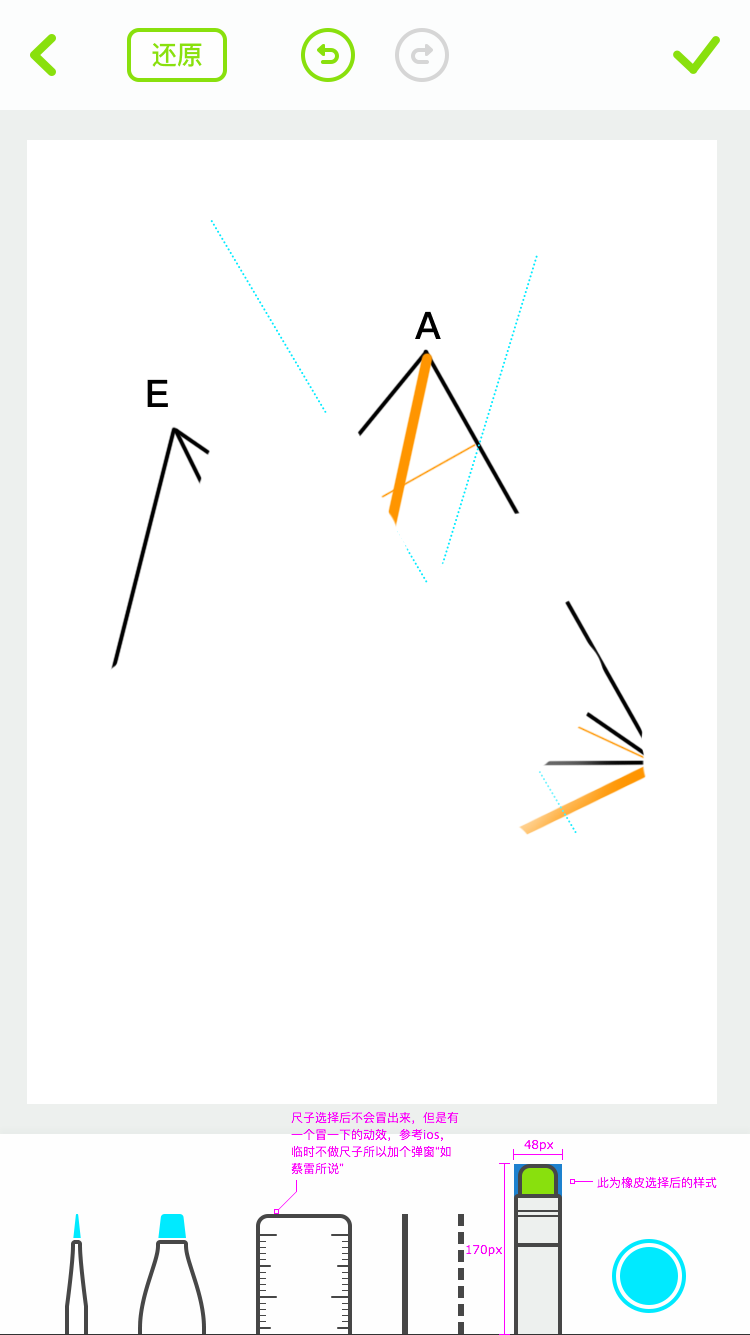 还原
A
E
尺子选择后不会冒出来，但是有
一个冒一下的动效，参考ios，
临时不做尺子所以加个弹窗"如
蔡雷所说"
48px
此为橡皮选择后的样式
170px